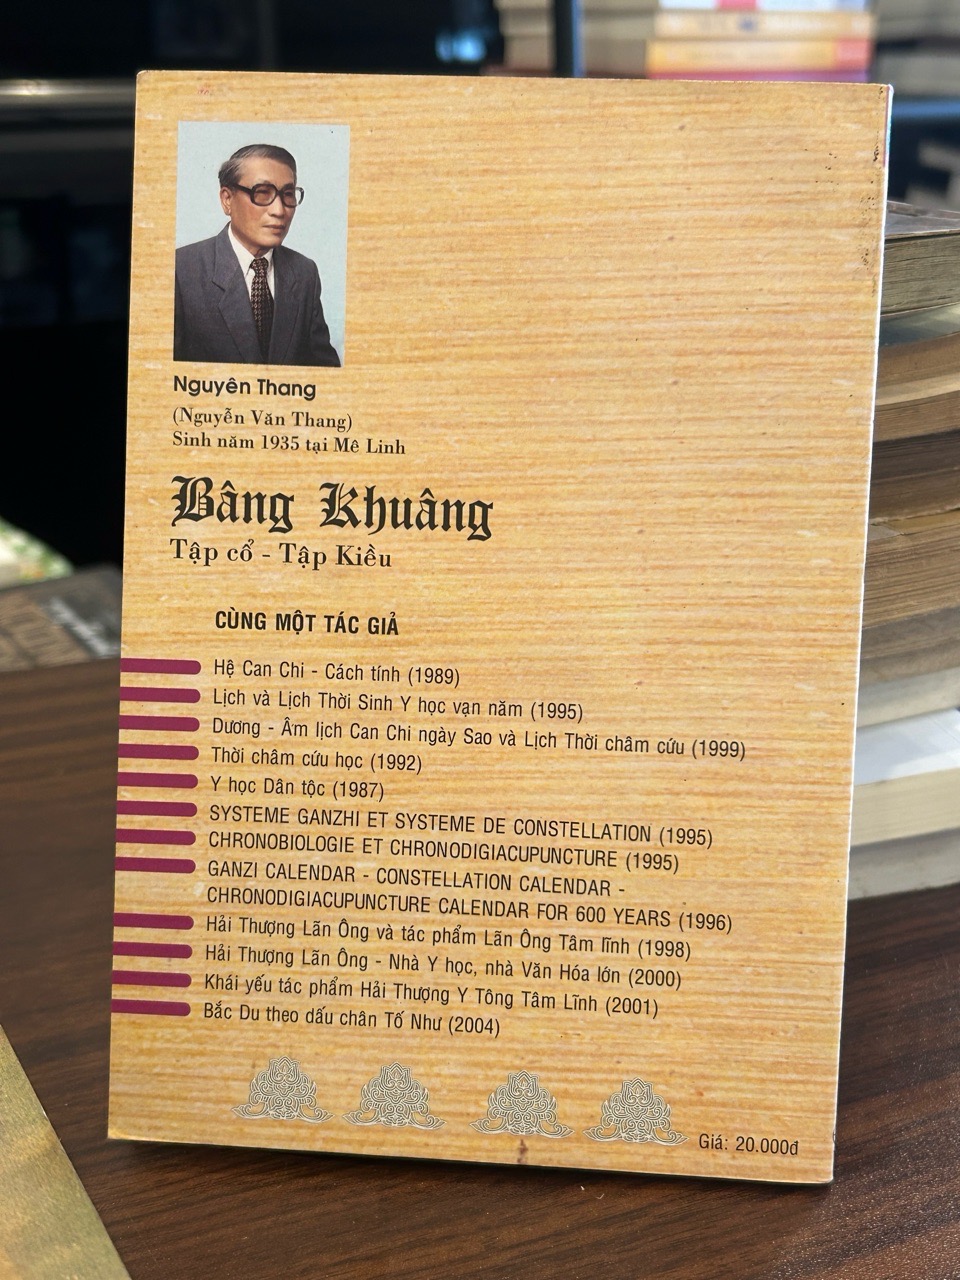 Nguyên Thang
(Nguyễn Văn Thang)
Sinh năm 1935 tại Mê Linh
Bâng Khuâng
Tập cổ - Tập Kiều
CÙNG MỘT TÁC GIẢ
Hệ Can Chi - Cách tính (1989)
Lịch và Lịch Thời Sinh Y học vạn năm (1995)
Dương - Âm lịch Can Chi ngày Sao và Lịch Thời châm cứu (1999)
Thời châm cứu học (1992)
Y học Dân tộc (1987)
SYSTEME GANZHI ET SYSTEME DE CONSTELLATION (1995)
CHRONOBIOLOGIE ET CHRONODIGIACUPUNCTURE (1995)
GANZI CALENDAR - CONSTELLATION CALENDAR -
CHRONODIGIACUPUNCTURE CALENDAR FOR 600 YEARS (1996)
Hải Thượng Lãn Ông và tác phẩm Lãn Ông Tâm lĩnh (1998)
Hải Thượng Lãn Ông - Nhà Y học, nhà Văn Hóa lớn (2000)
Khái yếu tác phẩm Hải Thượng Y Tông Tâm Lĩnh (2001)
Bắc Du theo dấu chân Tố Như (2004)
Giá: 20.000đ